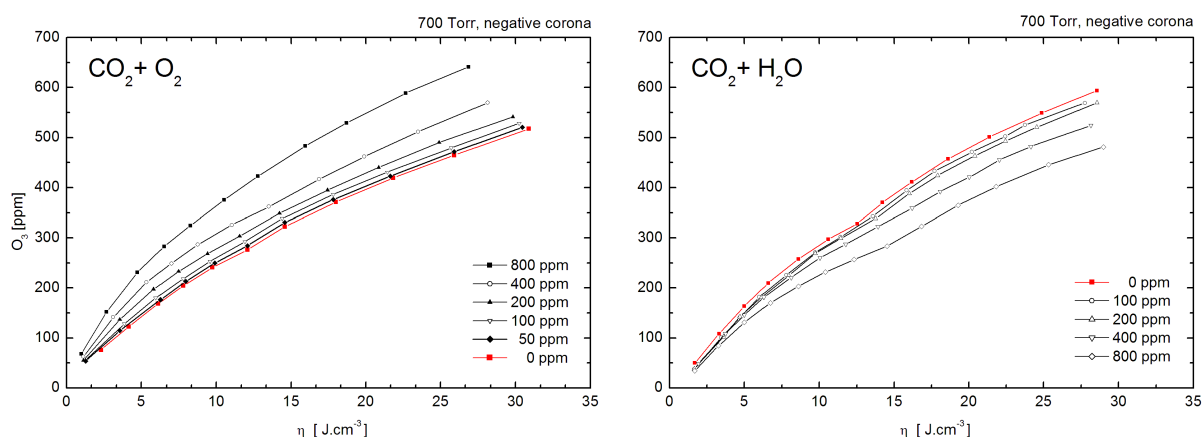 700 Torr, negative corona
CO2+ O2
O3 [ppm]
700
600
500
400
300
200
100
0
800 ppm
400 ppm
200 ppm
100 ppm
50 ppm
0 ppm
0 5 10 15 20 25 30 35
η [ J.cm-3]
700 Torr, negative corona
CO2+ H2O
700
600
500
400
300
200
100
0
0 ppm
100 ppm
200 ppm
400 ppm
800 ppm
0 5 10 15 20 25 30 35
η [ J.cm-3]